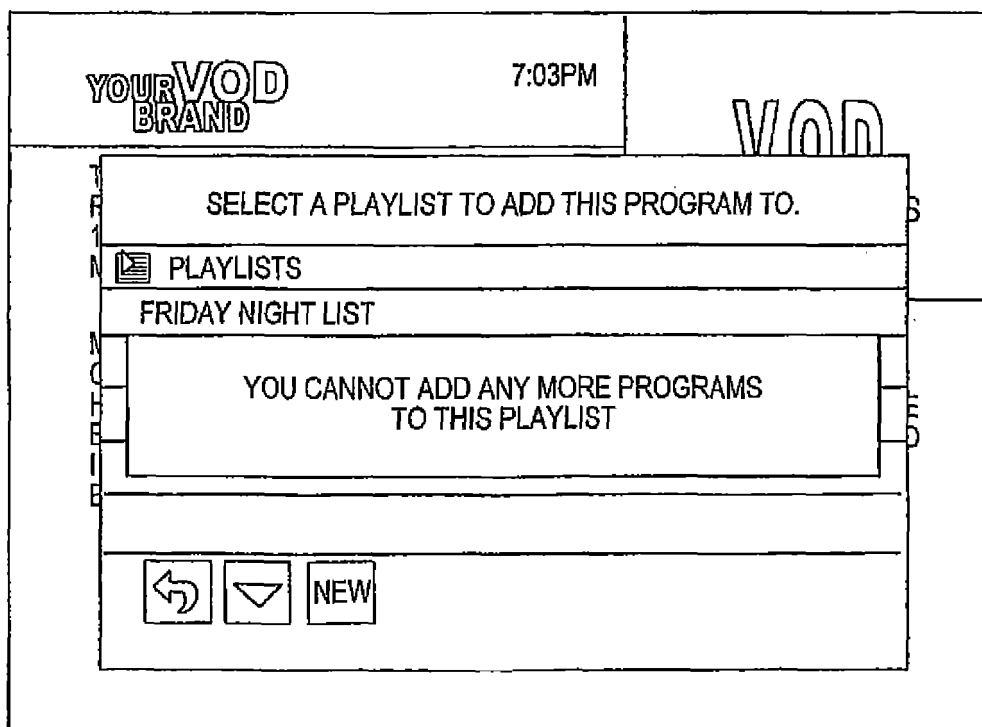 YOUR VOD
BRAND
7:03PM
VOD
SELECT A PLAYLIST TO ADD THIS PROGRAM TO.
PLAYLISTS
FRIDAY NIGHT LIST
YOU CANNOT ADD ANY MORE PROGRAMS
TO THIS PLAYLIST
NEW